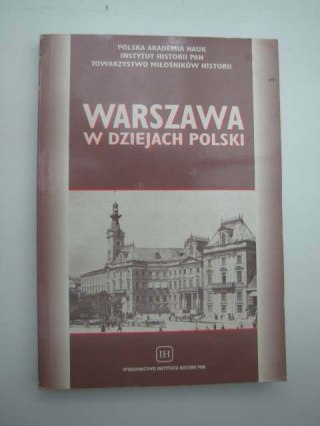 POLSKA AKADEMIA NAUK
INSTYTUT HISTORII PAN
TOWARZYSTWO MIŁOŚNIKÓW HISTORII
WARSZAWA
W DZIEJACH POLSKI
IH
WYDAWNICTWO INSTYTUTU HISTORII PAN